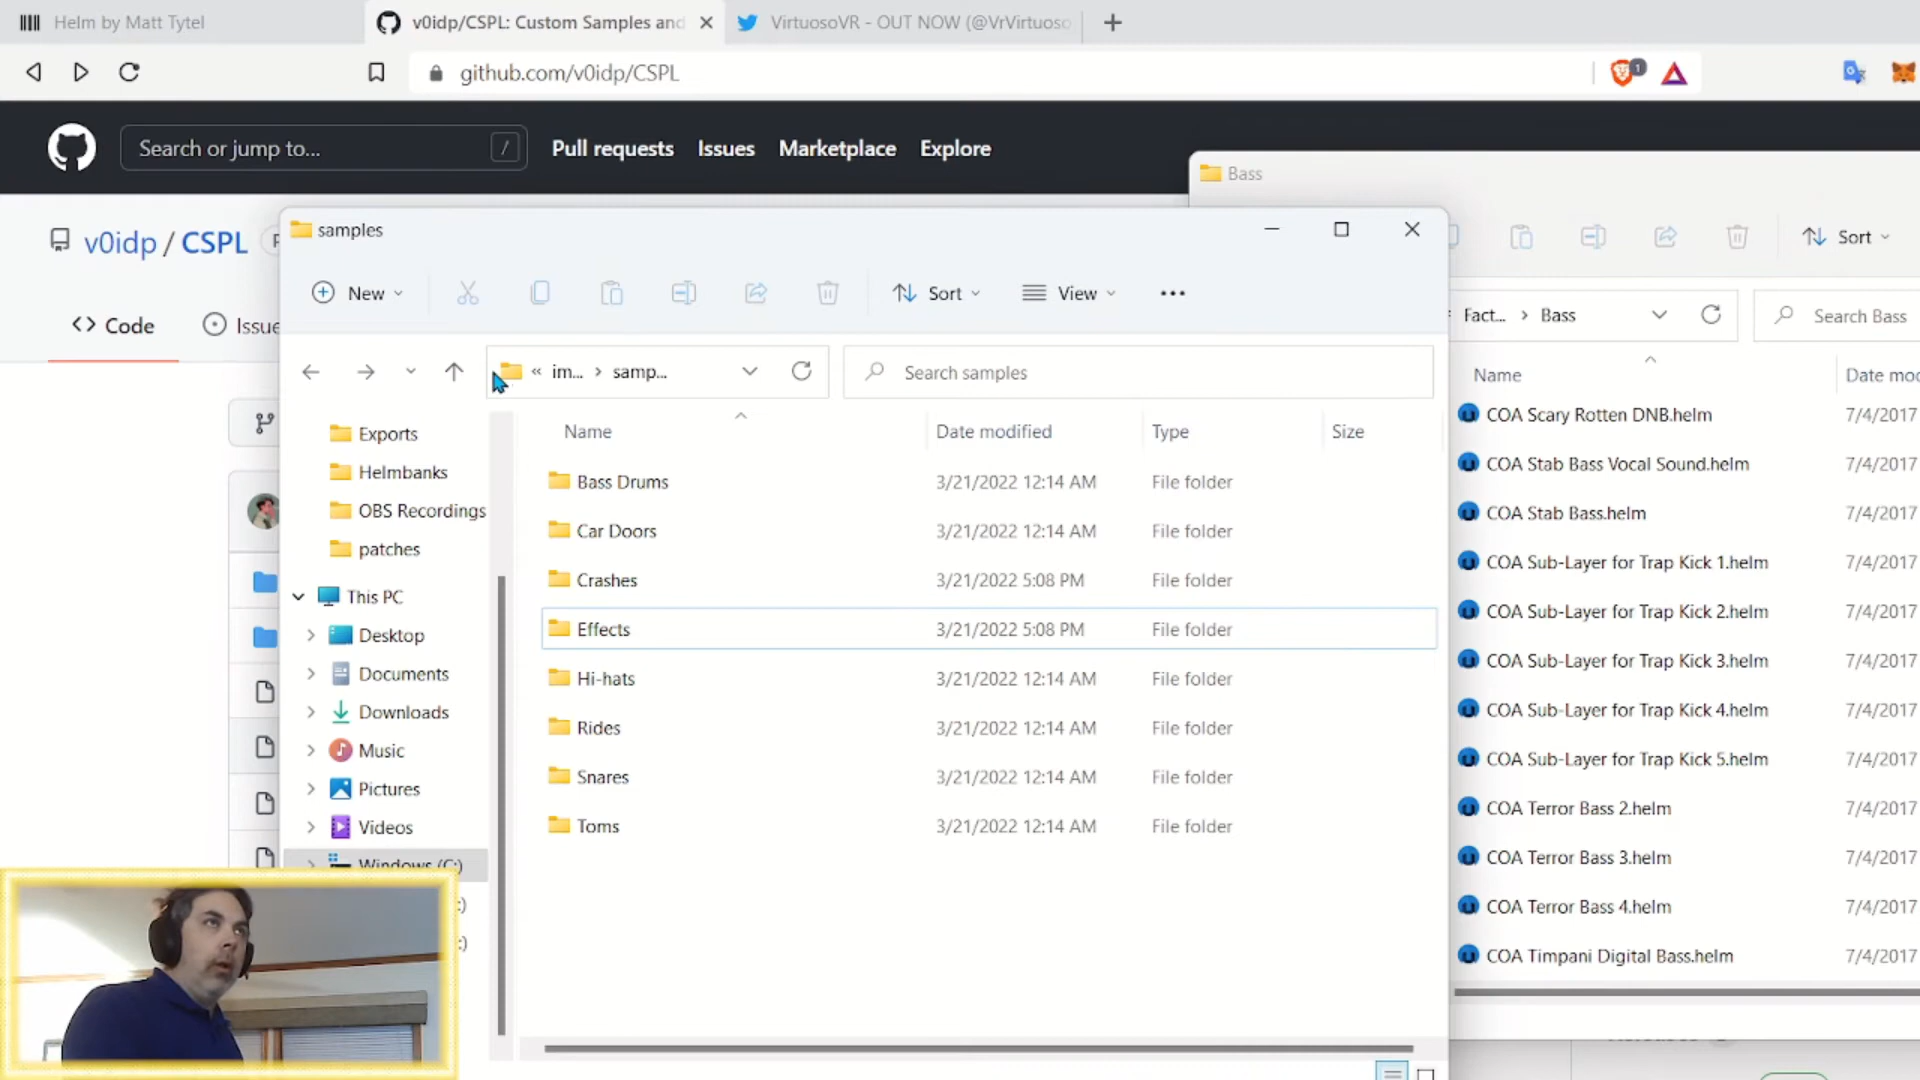 Helm by Matt Tytel
v0idp/CSPL: Custom Samples and
VirtuosoVR - OUT NOW (@VrVirtuoso
github.com/v0idp/CSPL
1
Search or jump to...
/
Pull requests
Issues
Marketplace
Explore
v0idp / CSPL
Code
Issue
samples
New
Sort
View
im...
samp...
Search samples
Exports
Helmbanks
OBS Recordings
patches
This PC
Desktop
Documents
Downloads
Music
Pictures
Videos
Windows (C:)
Name
Date modified
Type
Size
Bass Drums 3/21/2022 12:14 AM File folder
Car Doors 3/21/2022 12:14 AM File folder
Crashes 3/21/2022 5:08 PM File folder
Effects 3/21/2022 5:08 PM File folder
Hi-hats 3/21/2022 12:14 AM File folder
Rides 3/21/2022 12:14 AM File folder
Snares 3/21/2022 12:14 AM File folder
Toms 3/21/2022 12:14 AM File folder
Bass
Sort
Fact...
Bass
Search Bass
Name
Date mod
COA Scary Rotten DNB.helm 7/4/2017
COA Stab Bass Vocal Sound.helm 7/4/2017
COA Stab Bass.helm 7/4/2017
COA Sub-Layer for Trap Kick 1.helm 7/4/2017
COA Sub-Layer for Trap Kick 2.helm 7/4/2017
COA Sub-Layer for Trap Kick 3.helm 7/4/2017
COA Sub-Layer for Trap Kick 4.helm 7/4/2017
COA Sub-Layer for Trap Kick 5.helm 7/4/2017
COA Terror Bass 2.helm 7/4/2017
COA Terror Bass 3.helm 7/4/2017
COA Terror Bass 4.helm 7/4/2017
COA Timpani Digital Bass.helm 7/4/2017